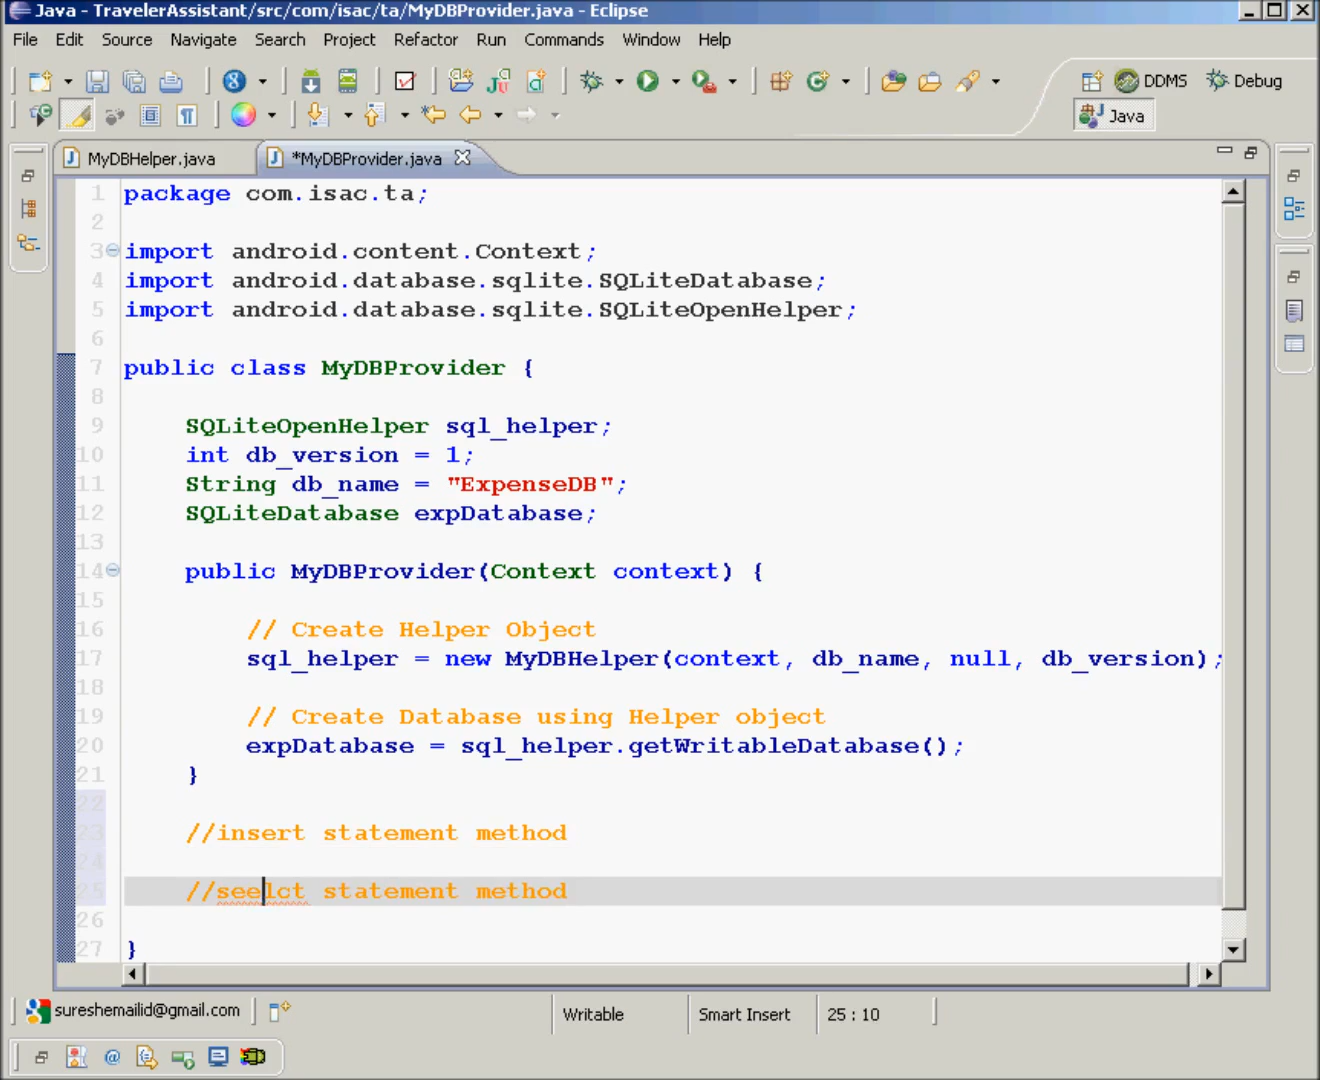 Java - TravelerAssistant/src/com/isac/ta/MyDBProvider.java - Eclipse
File Edit Source Navigate Search Project Refactor Run Commands Window Help
DDMS Debug
Java
MyDBHelper.java *MyDBProvider.java
1 package com.isac.ta;
2
3 import android.content.Context;
4 import android.database.sqlite.SQLiteDatabase;
5 import android.database.sqlite.SQLiteOpenHelper;
6
7 public class MyDBProvider {
8
9 SQLiteOpenHelper sql_helper;
10 int db_version = 1;
11 String db_name = "ExpenseDB";
12 SQLiteDatabase expDatabase;
13
14 public MyDBProvider(Context context) {
15
16 // Create Helper Object
17 sql_helper = new MyDBHelper(context, db_name, null, db_version);
18
19 // Create Database using Helper object
20 expDatabase = sql_helper.getWritableDatabase();
21 }
22
23 //insert statement method
24
25 //seelct statement method
26
27 }
sureshemailid@gmail.com Writable Smart Insert 25 : 10